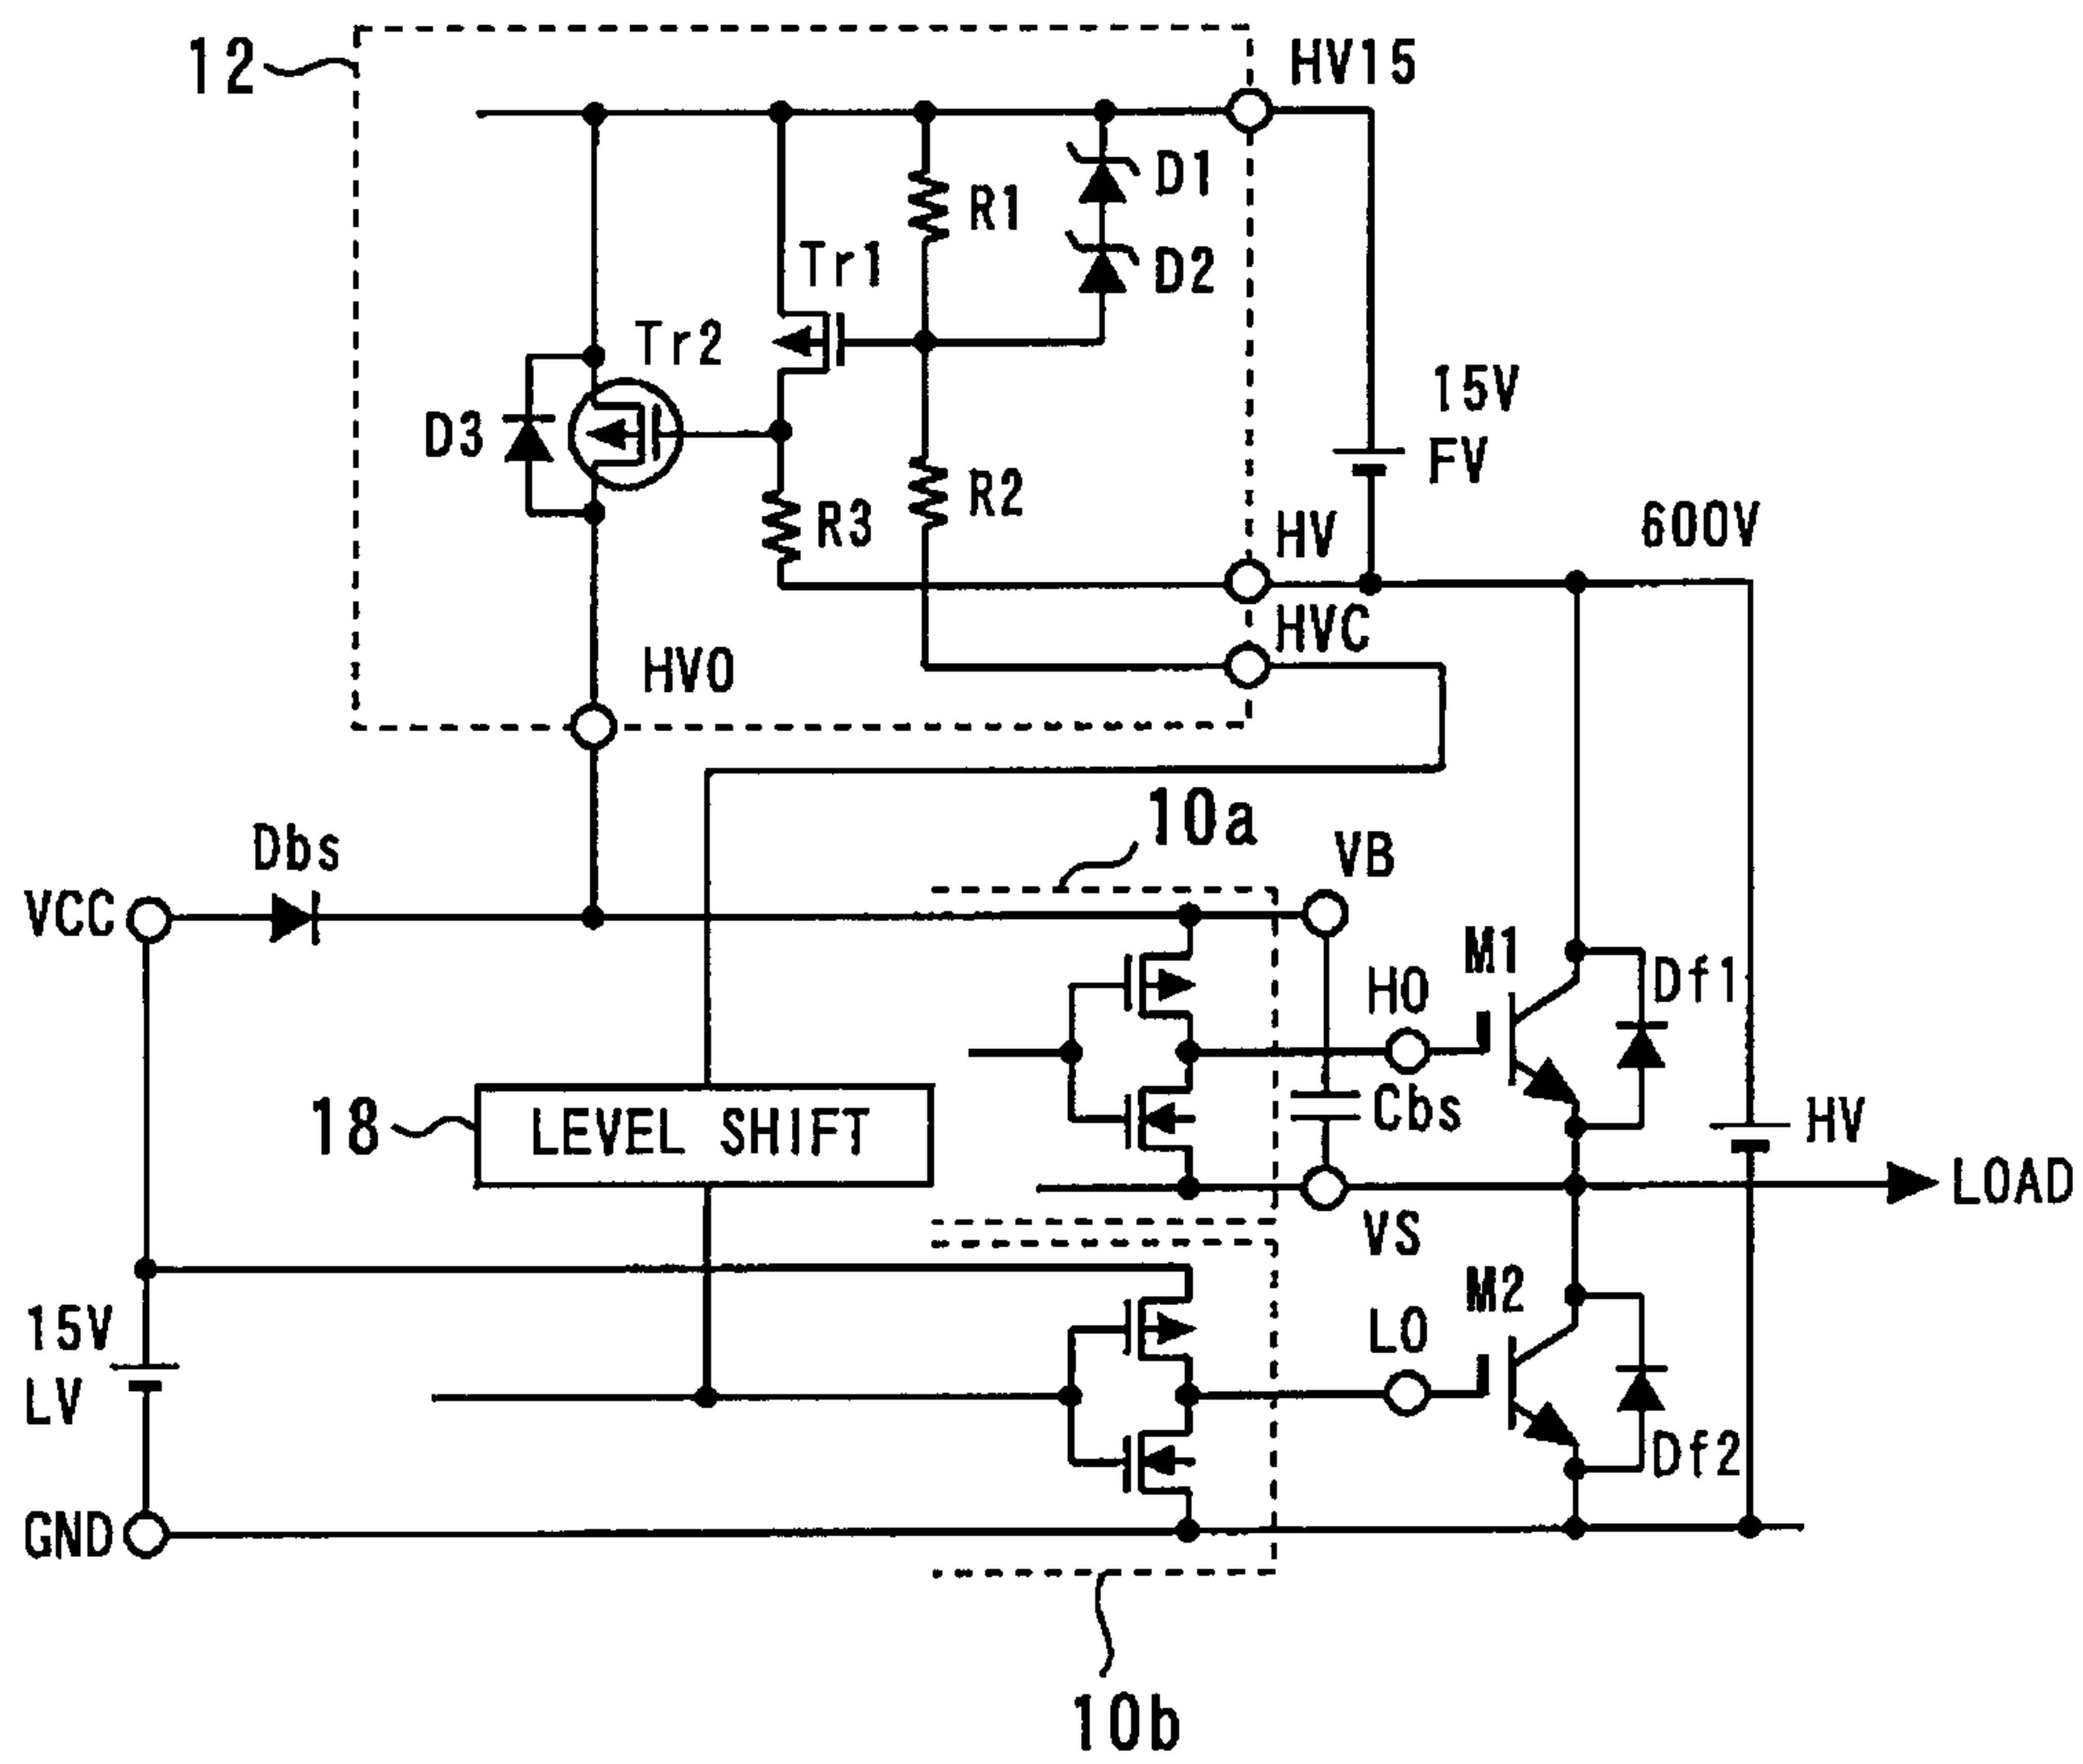 12
HV15
D1
R1
Tr1
D2
Tr2
15V
FV
D3
R2
R3
HV
600V
HVC
HVO
10a
Dbs
VB
VCC
M1
HO
Df1
Cbs
18
LEVEL SHIFT
HV
LOAD
VS
M2
15V
LO
LV
Df2
GND
10b